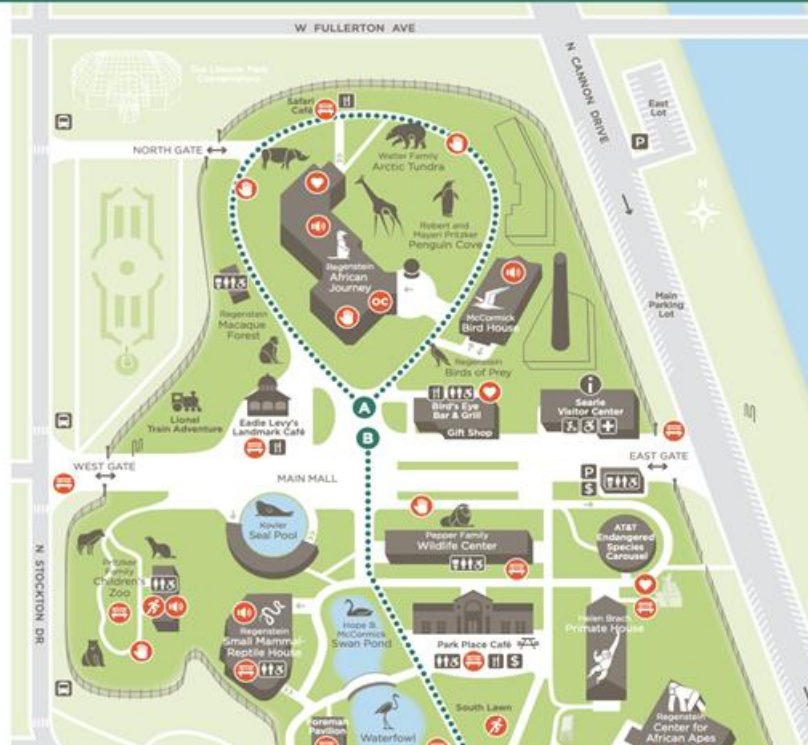 W FULLERTON AVE
The Lincoln Park
Conservatory
N CANNON DRIVE
East
Lot
P
Safari
Café
NORTH GATE
Walter Family
Arctic Tundra
Robert and
Mayari Pritzker
Penguin Cove
N
Regenstein
African
Journey
OC
McCormick
Bird House
Main
Parking
Lot
Regenstein
Macaque
Forest
Regenstein
Birds of Prey
Lionel
Train Adventure
Eadie Levy's
Landmark Café
A
B
Bird's Eye
Bar & Grill
Gift Shop
i
Searle
Visitor Center
WEST GATE
EAST GATE
MAIN MALL
P
$
Kovler
Seal Pool
Pepper Family
Wildlife Center
AT&T
Endangered
Species
Carousel
N STOCKTON DR
Pritzker
Family
Children's
Zoo
Regenstein
Small Mammal-
Reptile House
Hope B.
McCormick
Swan Pond
Park Place Café
$
Helen Brach
Primate House
South Lawn
Foreman
Pavilion
Waterfowl
Regenstein
Center for
African Apes